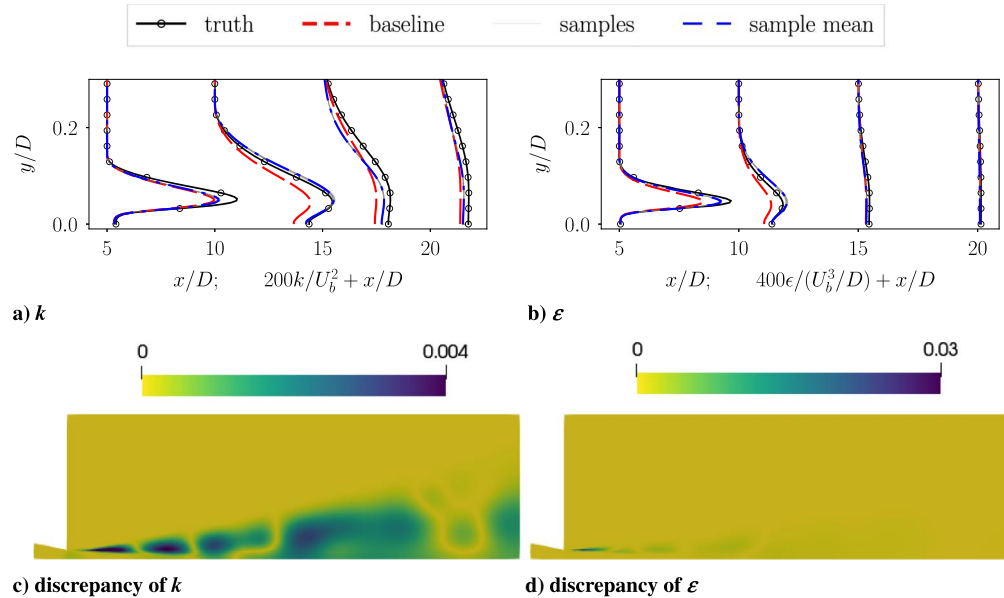 truth baseline samples sample mean
y/D
0.2
0.0
5 10 15 20
x/D; 200k/U_b^2 + x/D
a) k
y/D
0.2
0.0
5 10 15 20
x/D; 400ϵ/(U_b^3/D) + x/D
b) ε
0 0.004
0 0.03
c) discrepancy of k
d) discrepancy of ε